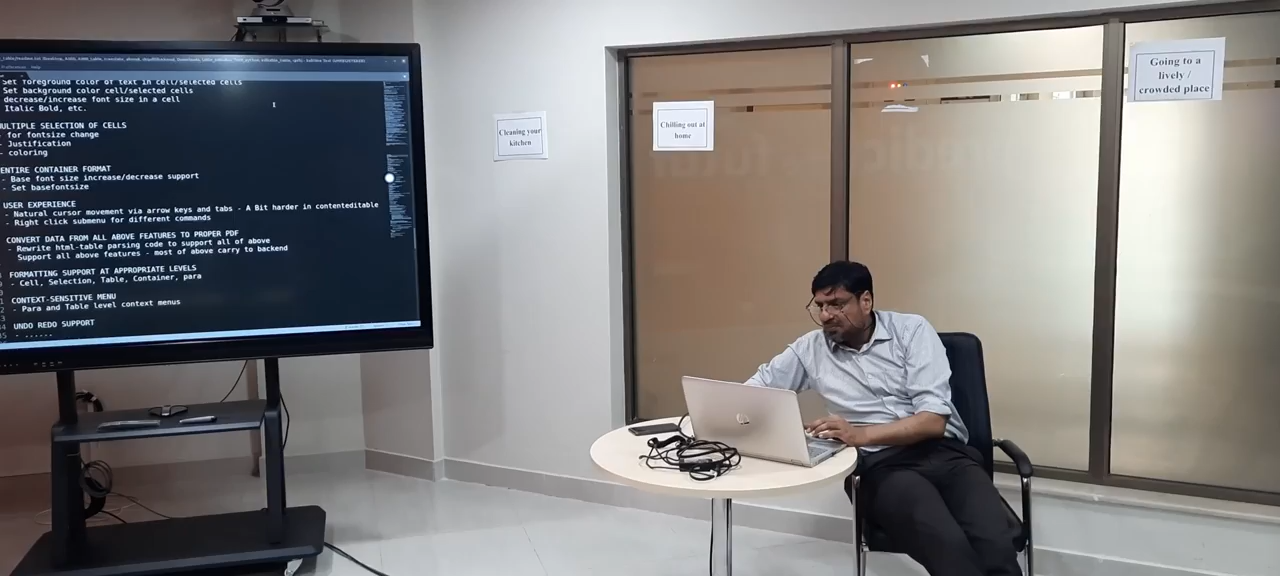 Set foreground color of text in cell/selected cells
Set background color cell/selected cells
decrease/increase font size in a cell
Italic Bold, etc.
MULTIPLE SELECTION OF CELLS
- for fontsize change
- Justification
- coloring
ENTIRE CONTAINER FORMAT
- Base font size increase/decrease support
- Set basefontsize
USER EXPERIENCE
- Natural cursor movement via arrow keys and tabs - A Bit harder in contenteditable
- Right click submenu for different commands
CONVERT DATA FROM ALL ABOVE FEATURES TO PROPER PDF
- Rewrite html-table parsing code to support all of above
Support all above features - most of above carry to backend
FORMATTING SUPPORT AT APPROPRIATE LEVELS
- Cell, Selection, Table, Container, para
CONTEXT-SENSITIVE MENU
- Para and Table level context menus
UNDO REDO SUPPORT
Cleaning your
kitchen
Chilling out at
home
Going to a
lively /
crowded place
hp